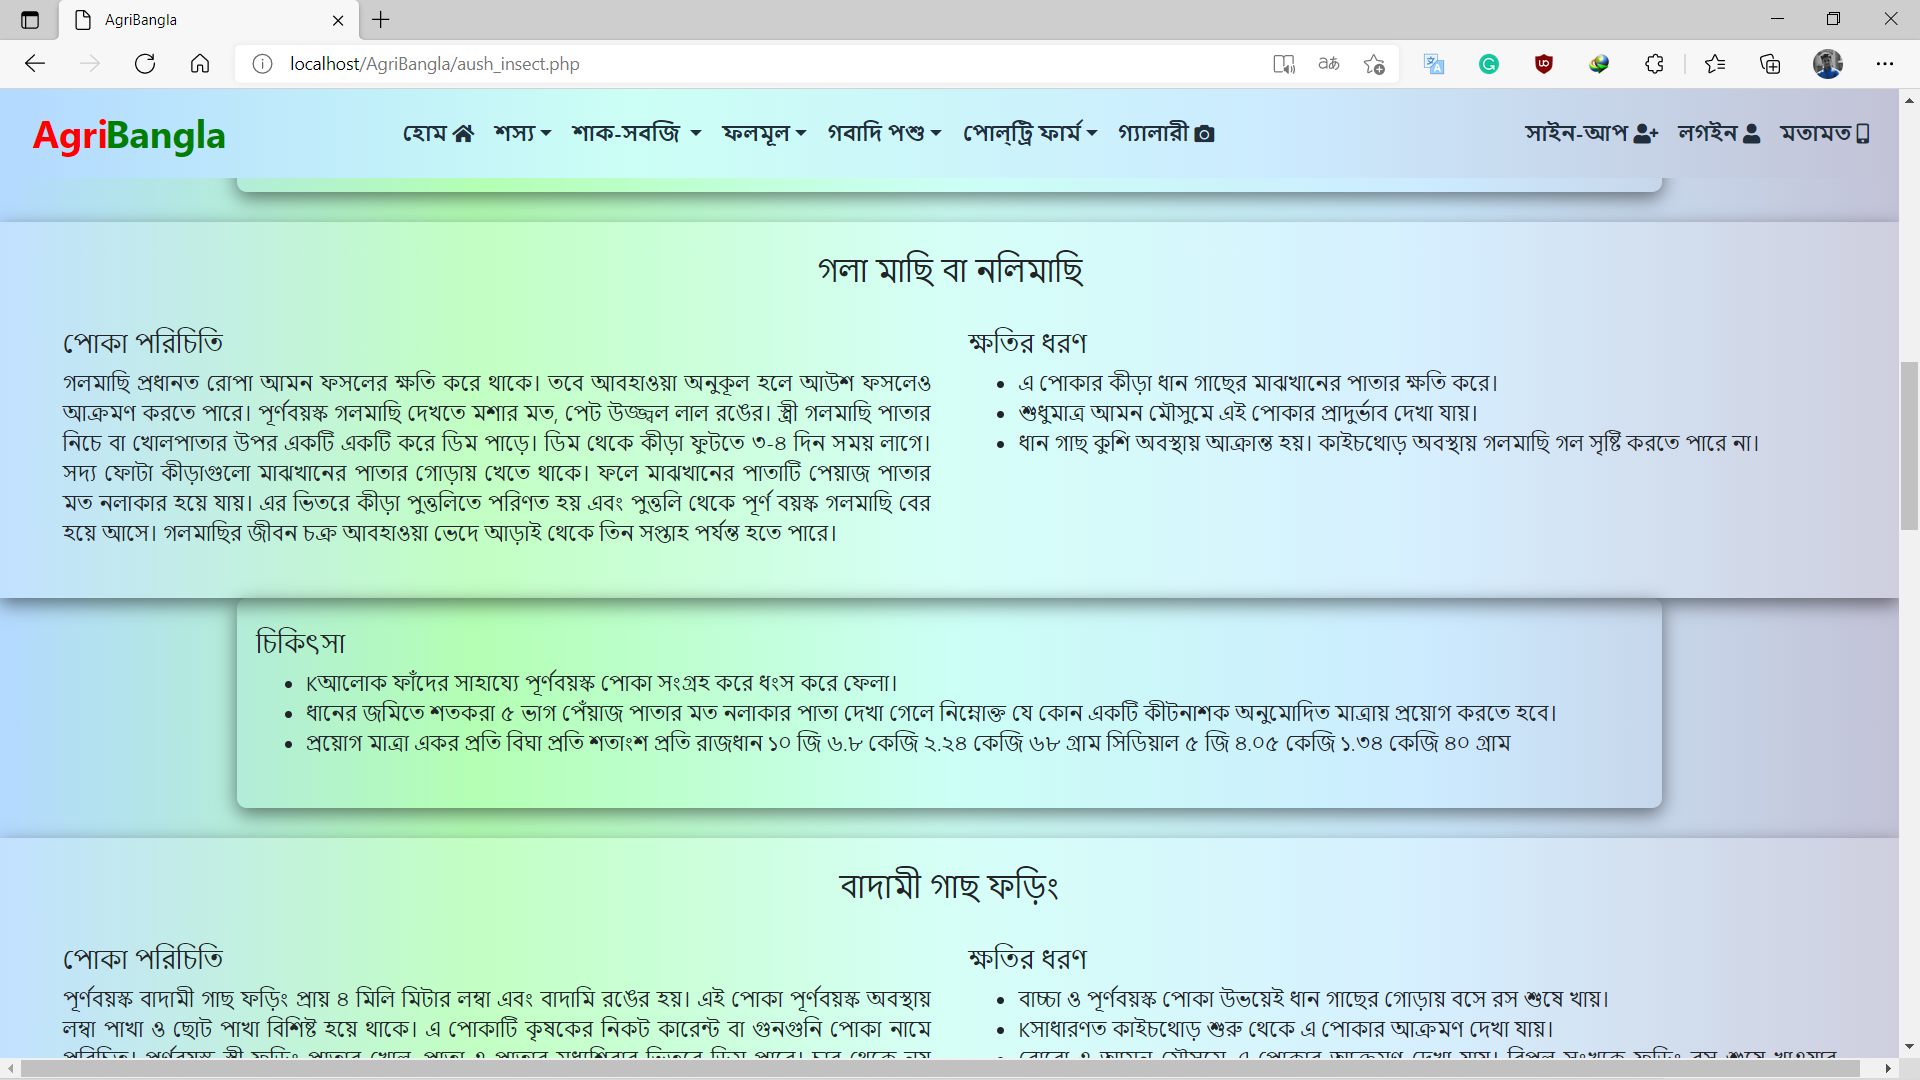 AgriBangla
localhost/AgriBangla/aush_insect.php
AgriBangla
হোম শস্য শাক-সবজি ফলমূল গবাদি পশু পোল্ট্রি ফার্ম গ্যালারী সাইন-আপ লগইন মতামত
গলা মাছি বা নলিমাছি
পোকা পরিচিতি
গলমাছি প্রধানত রোপা আমন ফসলের ক্ষতি করে থাকে। তবে আবহাওয়া অনুকূল হলে আউশ ফসলেও
আক্রমণ করতে পারে। পূর্ণবয়স্ক গলমাছি দেখতে মশার মত, পেট উজ্জ্বল লাল রঙের। স্ত্রী গলমাছি পাতার
নিচে বা খোলপাতার উপর একটি একটি করে ডিম পাড়ে। ডিম থেকে কীড়া ফুটতে ৩-৪ দিন সময় লাগে।
সদ্য ফোটা কীড়াগুলো মাঝখানের পাতার গোড়ায় খেতে থাকে। ফলে মাঝখানের পাতাটি পেয়াজ পাতার
মত নলাকার হয়ে যায়। এর ভিতরে কীড়া পুত্তলিতে পরিণত হয় এবং পুত্তলি থেকে পূর্ণ বয়স্ক গলমাছি বের
হয়ে আসে। গলমাছির জীবন চক্র আবহাওয়া ভেদে আড়াই থেকে তিন সপ্তাহ পর্যন্ত হতে পারে।
ক্ষতির ধরণ
এ পোকার কীড়া ধান গাছের মাঝখানের পাতার ক্ষতি করে।
শুধুমাত্র আমন মৌসুমে এই পোকার প্রাদুর্ভাব দেখা যায়।
ধান গাছ কুশি অবস্থায় আক্রান্ত হয়। কাইচথোড় অবস্থায় গলমাছি গল সৃষ্টি করতে পারে না।
চিকিৎসা
Kআলোক ফাঁদের সাহায্যে পূর্ণবয়স্ক পোকা সংগ্রহ করে ধংস করে ফেলা।
ধানের জমিতে শতকরা ৫ ভাগ পেঁয়াজ পাতার মত নলাকার পাতা দেখা গেলে নিম্নোক্ত যে কোন একটি কীটনাশক অনুমোদিত মাত্রায় প্রয়োগ করতে হবে।
প্রয়োগ মাত্রা একর প্রতি বিঘা প্রতি শতাংশ প্রতি রাজধান ১০ জি ৬.৮ কেজি ২.২৪ কেজি ৬৮ গ্রাম সিডিয়াল ৫ জি ৪.০৫ কেজি ১.৩৪ কেজি ৪০ গ্রাম
বাদামী গাছ ফড়িং
পোকা পরিচিতি
পূর্ণবয়স্ক বাদামী গাছ ফড়িং প্রায় ৪ মিলি মিটার লম্বা এবং বাদামি রঙের হয়। এই পোকা পূর্ণবয়স্ক অবস্থায়
লম্বা পাখা ও ছোট পাখা বিশিষ্ট হয়ে থাকে। এ পোকাটি কৃষকের নিকট কারেন্ট বা গুনগুনি পোকা নামে
ক্ষতির ধরণ
বাচ্চা ও পূর্ণবয়স্ক পোকা উভয়েই ধান গাছের গোড়ায় বসে রস শুষে খায়।
Kসাধারণত কাইচথোড় শুরু থেকে এ পোকার আক্রমণ দেখা যায়।